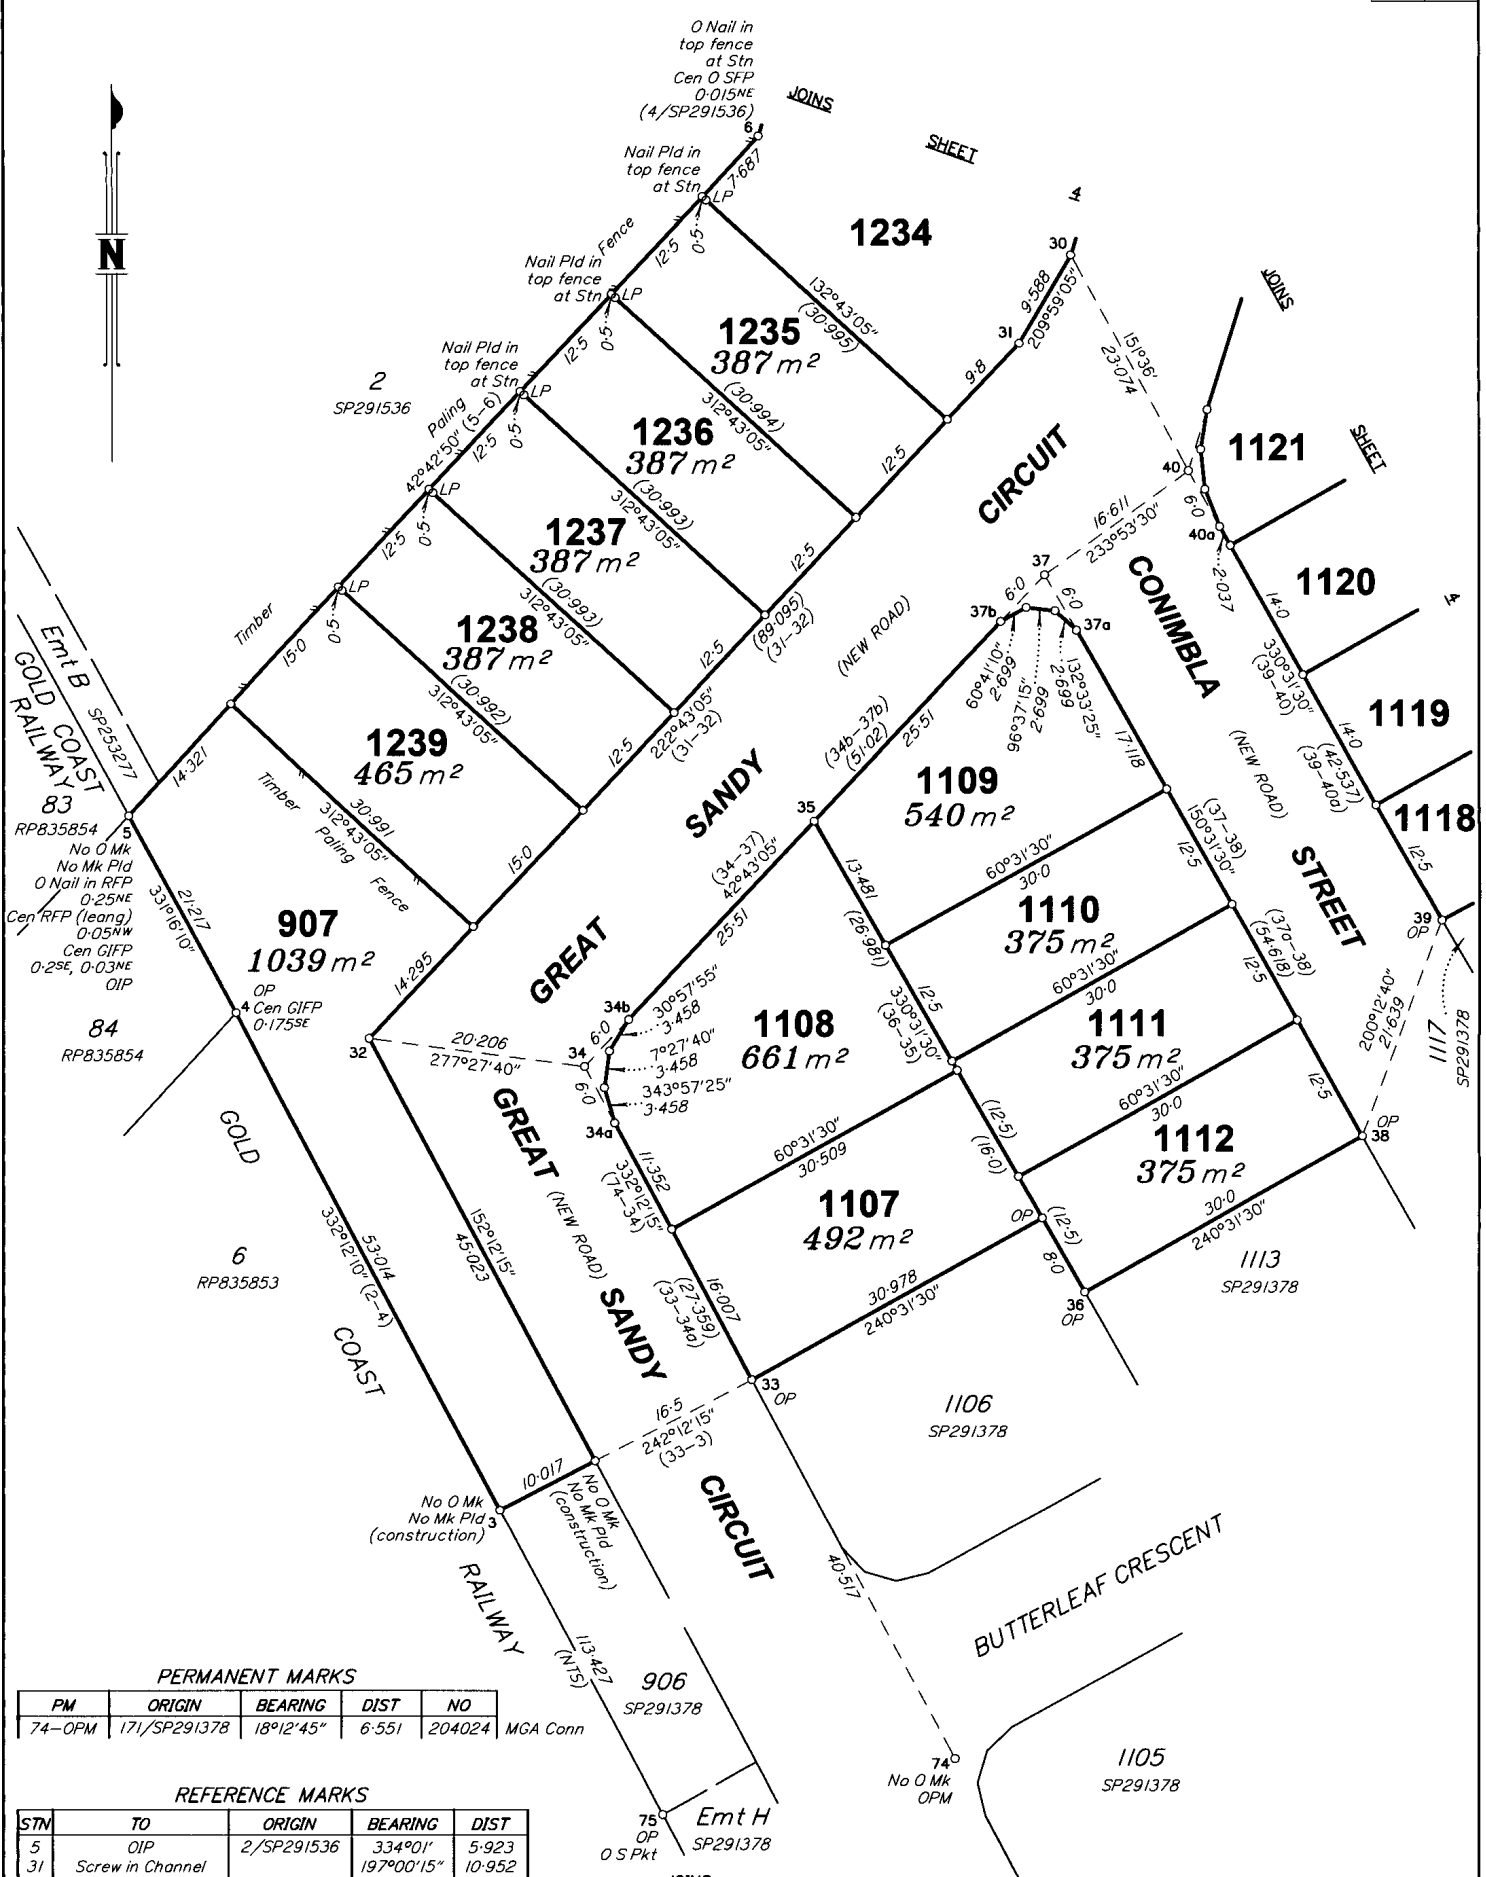 O Nail in
top fence
at Stn
Cen O SFP
0·015NE
(4/SP291536)
6
JOINS
SHEET
4
N
Nail Pld in
top fence
at Stn
LP
7·687
0·5
12·5
Fence
1234
30
9·588
209°59'05"
31
9·8
151°36'
23·074
JOINS
SHEET
4
Nail Pld in
top fence
at Stn
LP
0·5
12·5
132°43'05"
(30·995)
1235
387 m²
Nail Pld in
top fence
at Stn
LP
0·5
12·5
(30·994)
312°43'05"
2
SP291536
Paling
42°42'50" (5-6)
1236
387 m²
12·5
CIRCUIT
40
1121
6·0
40a
2·037
LP
0·5
12·5
(30·993)
312°43'05"
1237
387 m²
12·5
16·611
233°53'30"
37
6·0
6·0
37b
37a
CONIMBLA
1120
14·0
330°31'30"
(39-40)
LP
0·5
15·0
Timber
(30·993)
312°43'05"
1238
387 m²
(89·095)
(31-32)
12·5
(NEW ROAD)
60°41'10"
2·699
96°37'15"
2·699
132°33'25"
2·699
17·118
Emt B
SP253277
GOLD COAST
RAILWAY
14·321
(30·992)
312°43'05"
1239
465 m²
222°43'05"
(31-32)
12·5
(34b-37b)
(51·02)
25·51
1119
14·0
(42·537)
(39-40a)
(NEW ROAD)
83
RP835854
5
No O Mk
No Mk Pld
O Nail in RFP
0·25NE
Cen RFP (leang)
0·05NW
Cen GIFP
0·2SE, 0·03NE
OIP
Timber
Paling
Fence
30·991
312°43'05"
15·0
SANDY
35
1109
540 m²
1118
12·5
21·217
331°16'10"
907
1039 m²
14·295
GREAT
(34-37)
42°43'05"
25·51
13·481
(26·981)
60°31'30"
30·0
(37-38)
150°31'30"
12·5
STREET
39
OP
4
OP
Cen GIFP
0·175SE
84
RP835854
32
20·206
277°27'40"
34
6·0
6·0
34b
34a
30°57'55"
3·458
7°27'40"
3·458
343°57'25"
3·458
1108
661 m²
12·5
330°31'30"
(36-35)
1110
375 m²
60°31'30"
30·0
(37a-38)
(54·618)
12·5
200°12'40"
21·639
1117
SP291378
1111
375 m²
60°31'30"
30·0
12·5
GOLD
GREAT
(NEW ROAD)
11·352
332°12'15"
(74-34)
60°31'30"
30·509
(12·5)
(16·0)
1112
375 m²
OP
38
6
RP835853
332°12'10" (2-4)
53·014
152°12'15"
45·023
1107
492 m²
OP
(12·5)
8·0
30·0
240°31'30"
1113
SP291378
36
OP
COAST
SANDY
16·007
(27·359)
(33-34a)
30·978
240°31'30"
33
OP
1106
SP291378
16·5
242°12'15"
(33-3)
10·017
No O Mk
No Mk Pld
(construction)
3
No O Mk
No Mk Pld
(construction)
CIRCUIT
40·517
BUTTERLEAF CRESCENT
RAILWAY
113·427
(NTS)
906
SP291378
74
No O Mk
OPM
1105
SP291378
75
OP
O S Pkt
Emt H
SP291378
PERMANENT MARKS
PM ORIGIN BEARING DIST NO
74-OPM 171/SP291378 18°12'45" 6·551 204024 MGA Conn
REFERENCE MARKS
STN TO ORIGIN BEARING DIST
5 OIP 2/SP291536 334°01' 5·923
31 Screw in Channel 197°00'15" 10·952